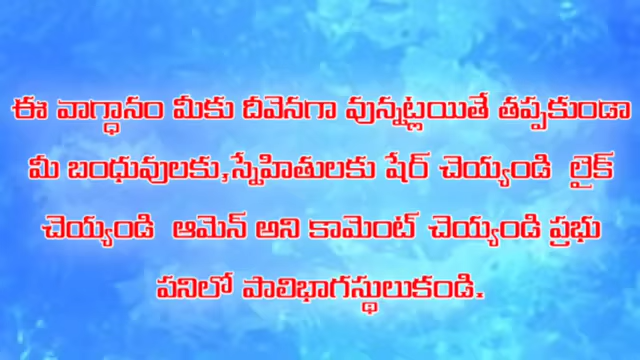 ఈ వాగ్ధానం మీకు దీవెనగా వున్నట్లయితే తప్పకుండా
మీ బంధువులకు,స్నేహితులకు షేర్ చెయ్యండి లైక్
చెయ్యండి ఆమెన్ అని కామెంట్ చెయ్యండి ప్రభు
పనిలో పాలిభాగస్థులుకండి.